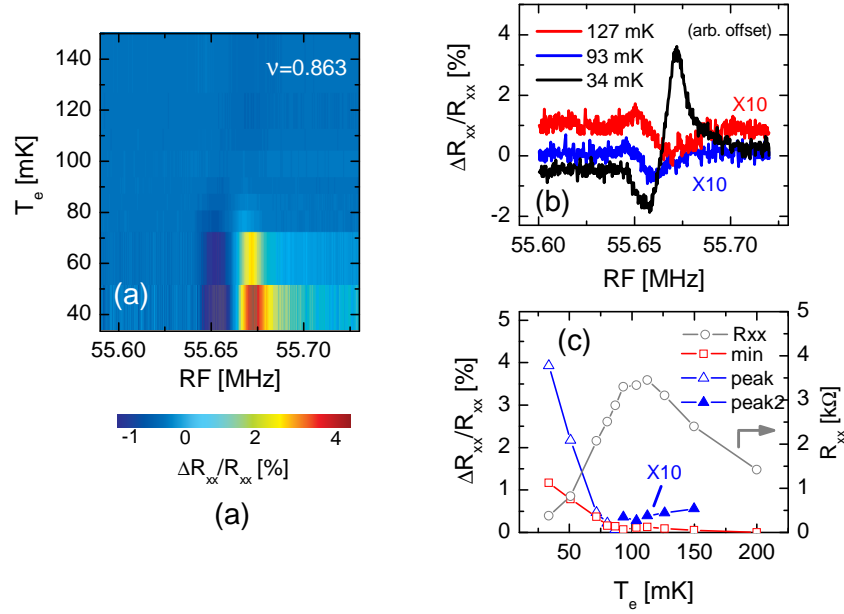 140
120
100
80
60
40
T_e [mK]
ν=0.863
(a)
55.60
55.65
55.70
RF [MHz]
-1
0
2
4
ΔR_xx/R_xx [%]
(a)
4
2
0
-2
ΔR_xx/R_xx [%]
127 mK
93 mK
34 mK
(arb. offset)
X10
X10
(b)
55.60
55.65
55.70
RF [MHz]
5
4
3
2
1
0
ΔR_xx/R_xx [%]
(c)
Rxx
min
peak
peak2
X10
5
4
3
2
1
0
R_xx [kΩ]
50
100
150
200
T_e [mK]